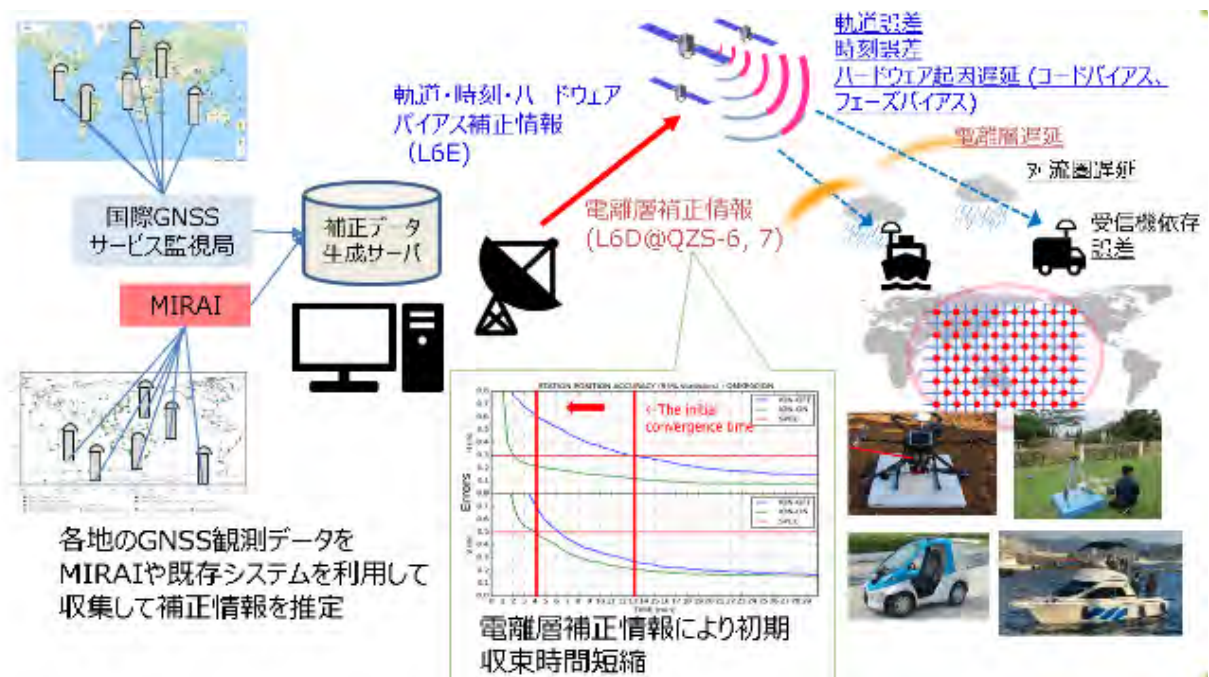 国際GNSS
サービス監視局
MIRAI
各地のGNSS観測データを
MIRAIや既存システムを利用して
収集して補正情報を推定
補正データ
生成サーバ
軌道・時刻・ハードウェア
バイアス補正情報
(L6E)
電離層補正情報
(L6D@QZS-6, 7)
軌道誤差
時刻誤差
ハードウェア起因遅延 (コードバイアス、
フェーズバイアス)
電離層遅延
対流圏遅延
受信機依存
誤差
← The initial
convergence time
Errors
電離層補正情報により初期
収束時間短縮